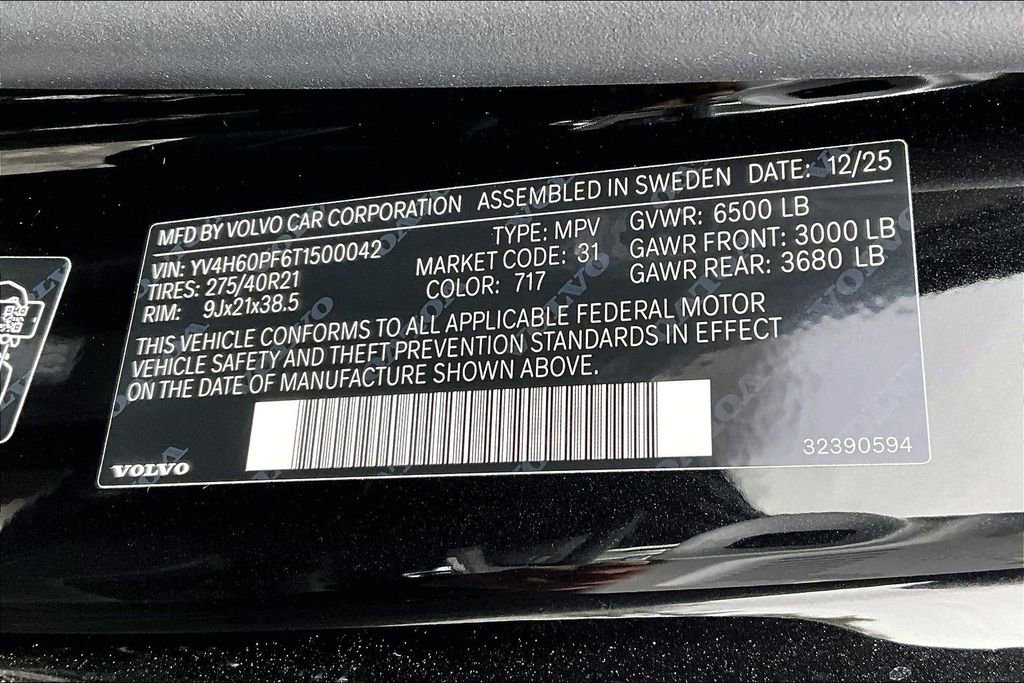 MFD BY VOLVO CAR CORPORATION ASSEMBLED IN SWEDEN DATE: 12/25
VIN: YV4H60PF6T1500042 TYPE: MPV GVWR: 6500 LB
TIRES: 275/40R21 MARKET CODE: 31 GAWR FRONT: 3000 LB
RIM: 9Jx21x38.5 COLOR: 717 GAWR REAR: 3680 LB
THIS VEHICLE CONFORMS TO ALL APPLICABLE FEDERAL MOTOR
VEHICLE SAFETY AND THEFT PREVENTION STANDARDS IN EFFECT
ON THE DATE OF MANUFACTURE SHOWN ABOVE.
VOLVO 32390594